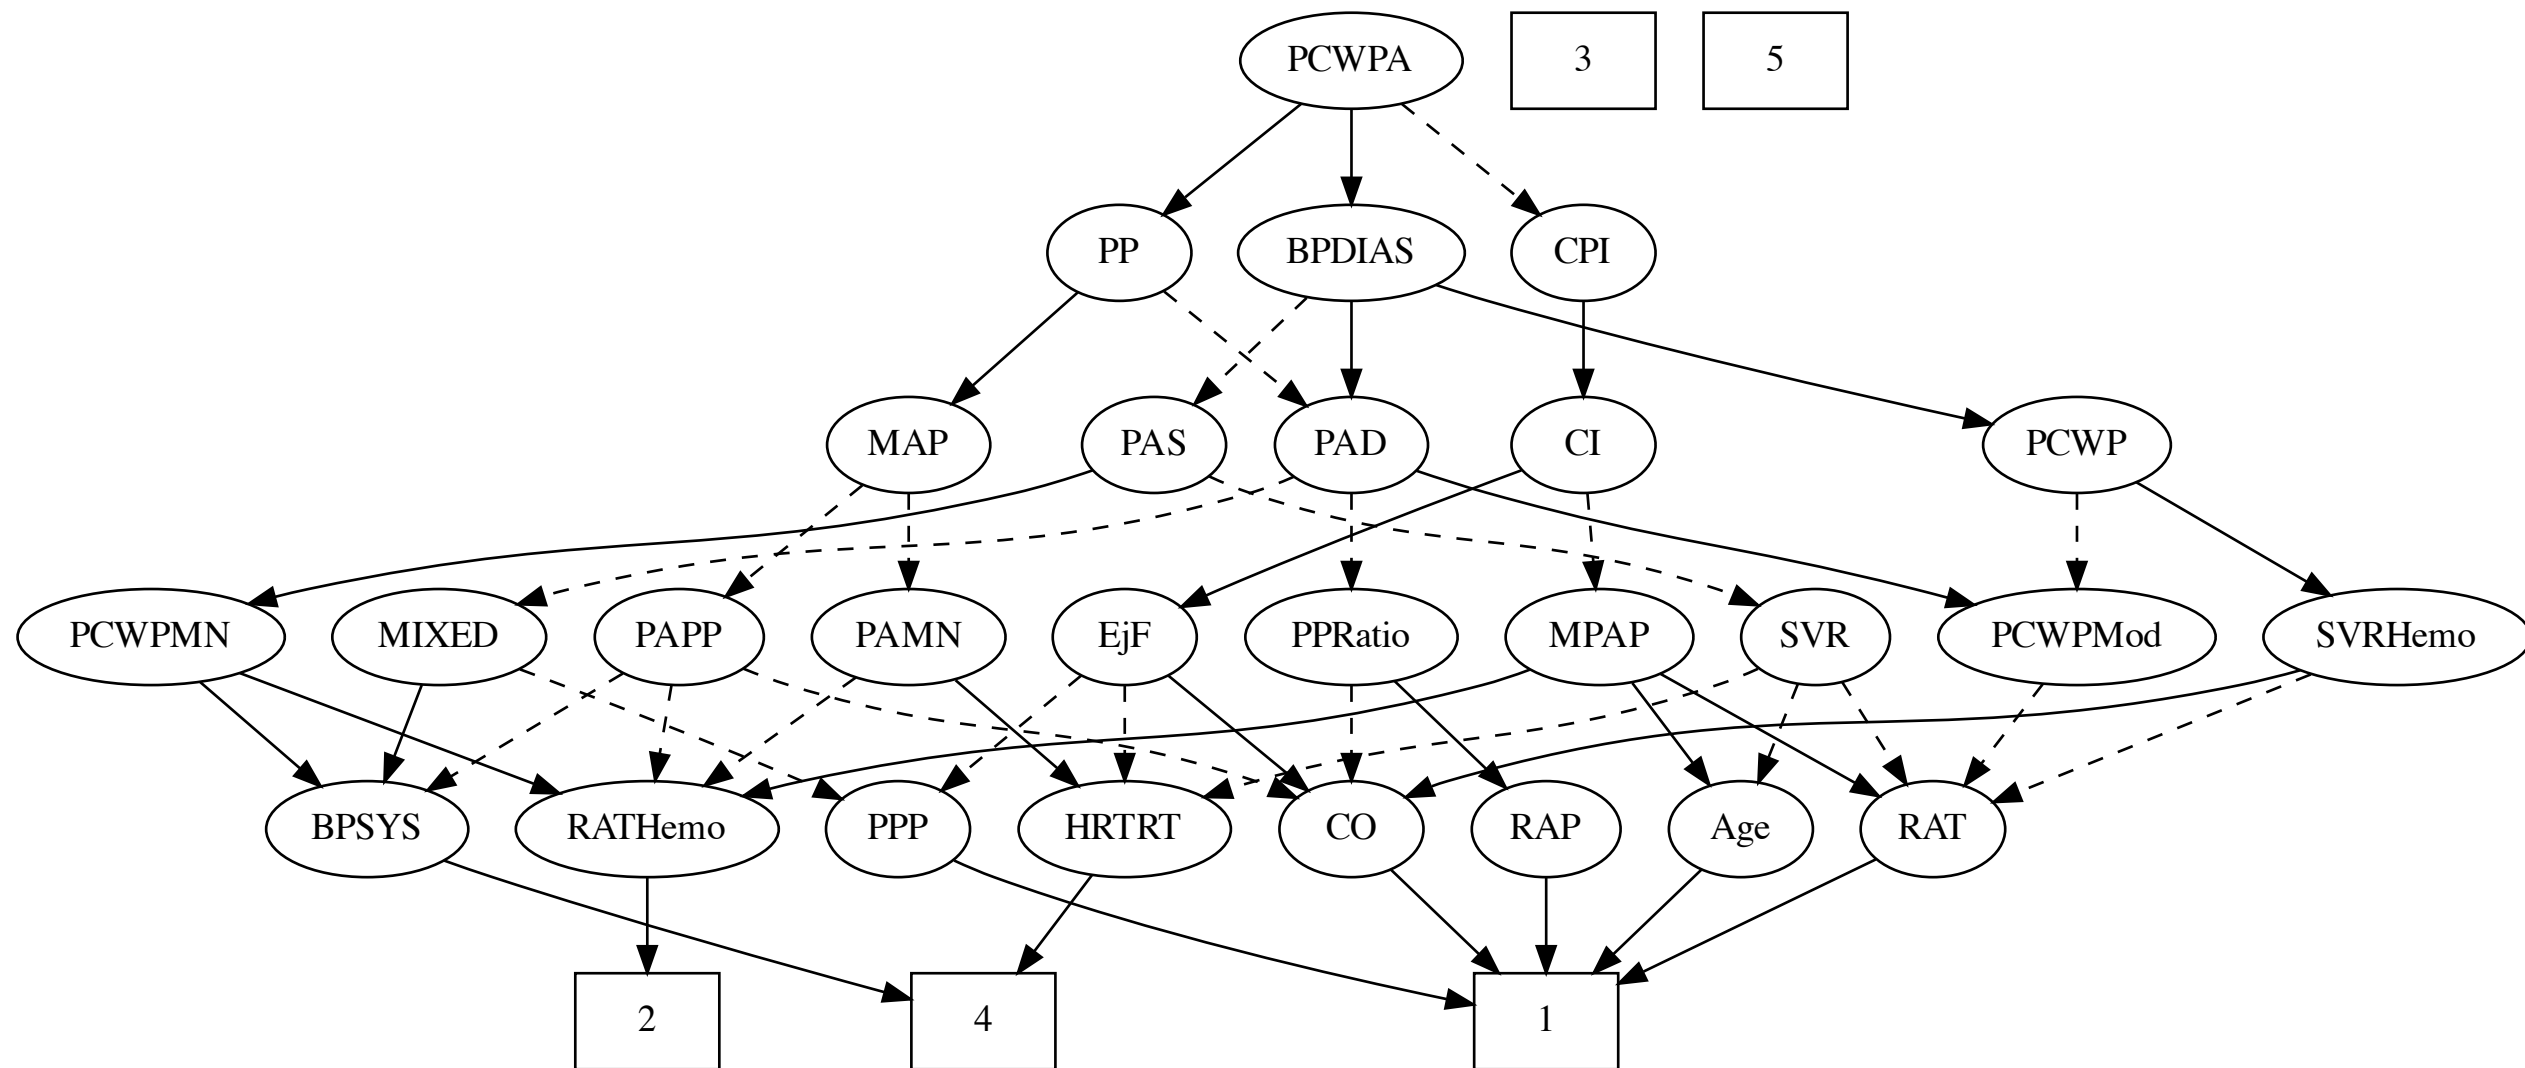 PCWPA
3
5
PP
BPDIAS
CPI
MAP
PAS
PAD
CI
PCWP
PCWPMN
MIXED
PAPP
PAMN
EjF
PPRatio
MPAP
SVR
PCWPMod
SVRHemo
BPSYS
RATHemo
PPP
HRTRT
CO
RAP
Age
RAT
2
4
1